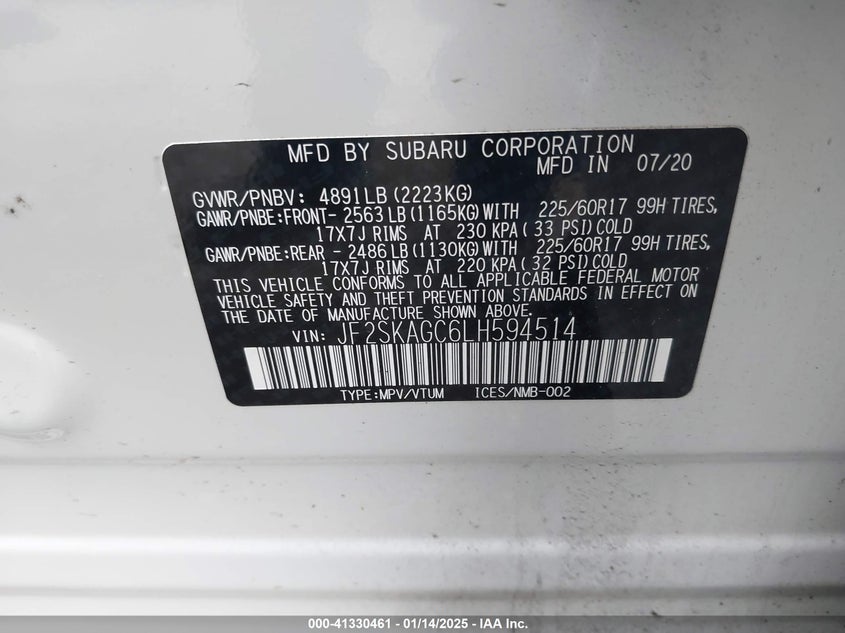 MFD BY SUBARU CORPORATION
MFD IN 07/20
GVWR/PNBV: 4891LB(2223KG)
GAWR/PNBE:FRONT- 2563LB(1165KG)WITH 225/60R17 99H TIRES,
17X7J RIMS AT 230 KPA( 33 PSI)COLD
GAWR/PNBE:REAR - 2486LB(1130KG)WITH 225/60R17 99H TIRES,
17X7J RIMS AT 220 KPA( 32 PSI)COLD
THIS VEHICLE CONFORMS TO ALL APPLICABLE FEDERAL MOTOR
VEHICLE SAFETY AND THEFT PREVENTION STANDARDS IN EFFECT ON
THE DATE OF MANUFACTURE SHOWN ABOVE.
VIN: JF2SKAGC6LH594514
TYPE:MPV/VTUM ICES/NMB-002
000-41330461 - 01/14/2025 - IAA Inc.